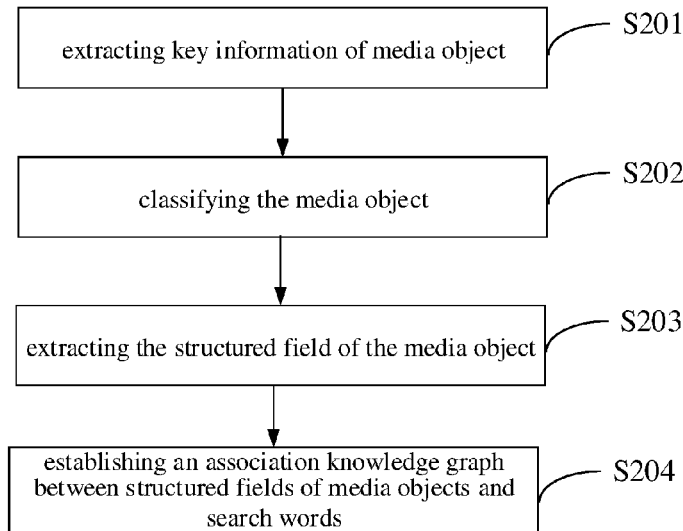 extracting key information of media object
S201
classifying the media object
S202
extracting the structured field of the media object
S203
establishing an association knowledge graph
between structured fields of media objects and
search words
S204